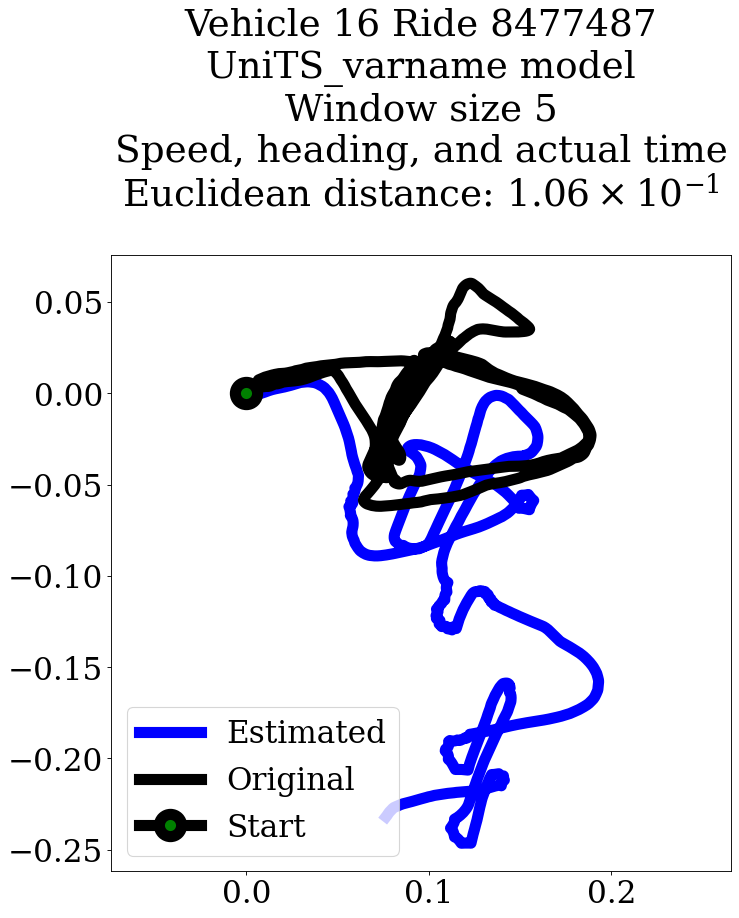 Vehicle 16 Ride 8477487
UniTS_varname model
Window size 5
Speed, heading, and actual time
Euclidean distance: 1.06 × 10⁻¹
0.05
0.00
−0.05
−0.10
−0.15
−0.20
−0.25
Estimated
Original
Start
0.0 0.1 0.2